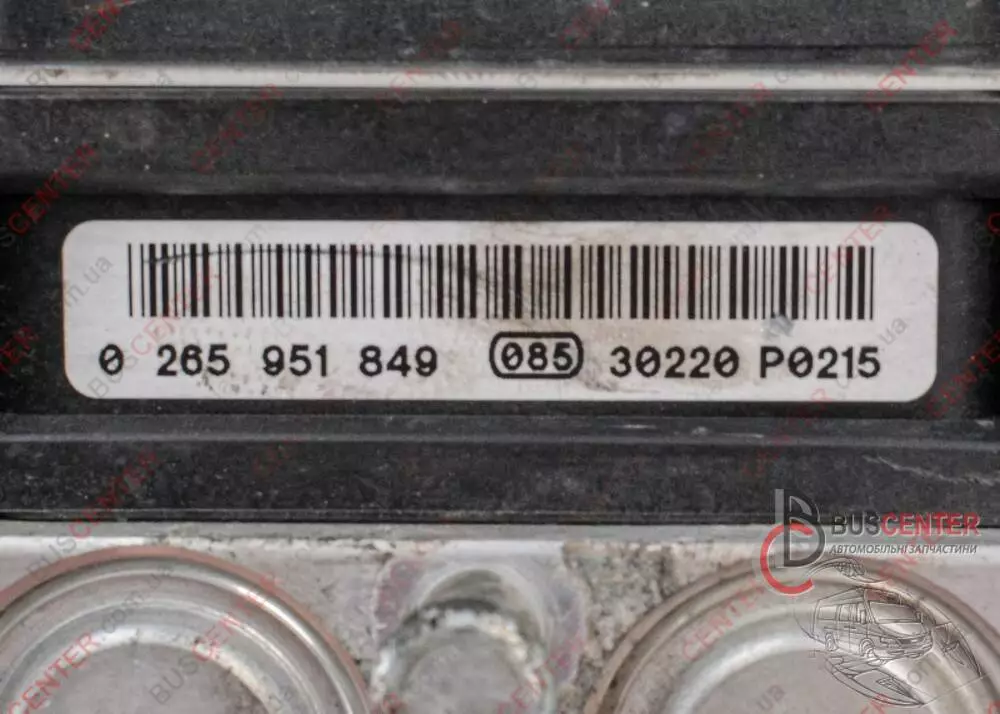 0 265 951 849 085 30220 P0215
BUSCENTER
АВТОМОБІЛЬНІ ЗАПЧАСТИНИ